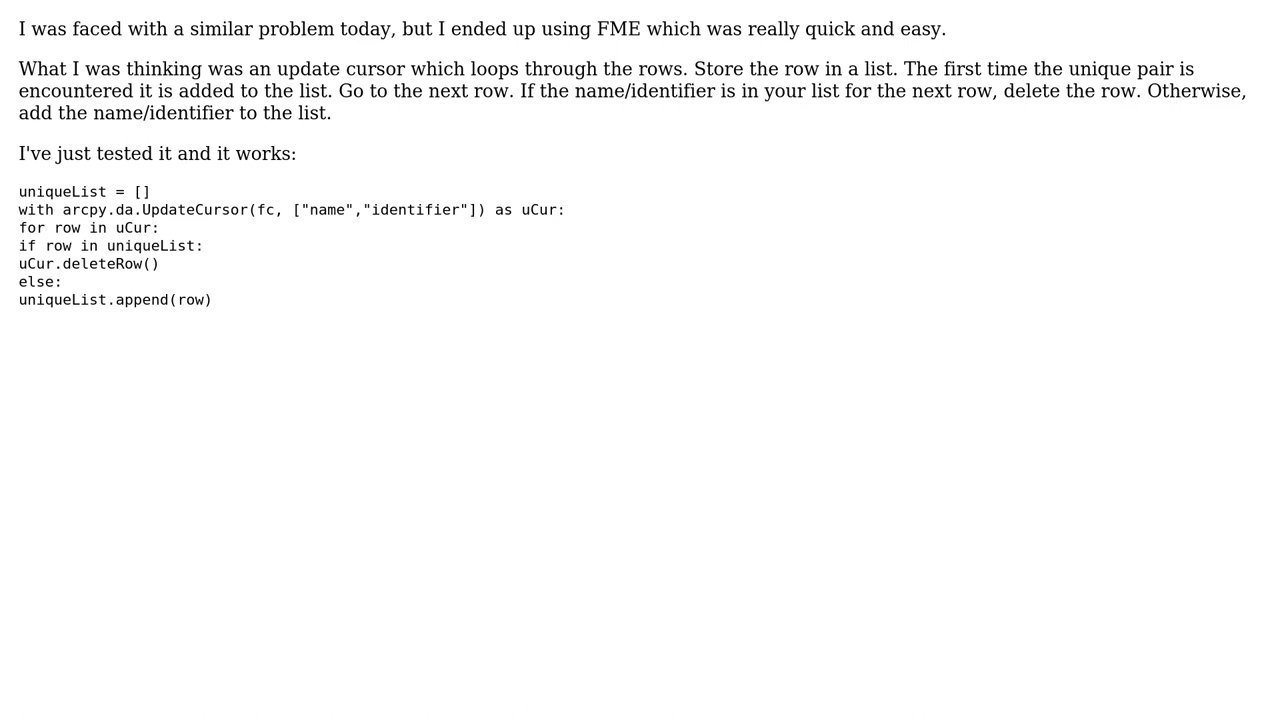 I was faced with a similar problem today, but I ended up using FME which was really quick and easy.
What I was thinking was an update cursor which loops through the rows. Store the row in a list. The first time the unique pair is
encountered it is added to the list. Go to the next row. If the name/identifier is in your list for the next row, delete the row. Otherwise,
add the name/identifier to the list.
I've just tested it and it works:
uniqueList = []
with arcpy.da.UpdateCursor(fc, ["name","identifier"]) as uCur:
for row in uCur:
if row in uniqueList:
uCur.deleteRow()
else:
uniqueList.append(row)